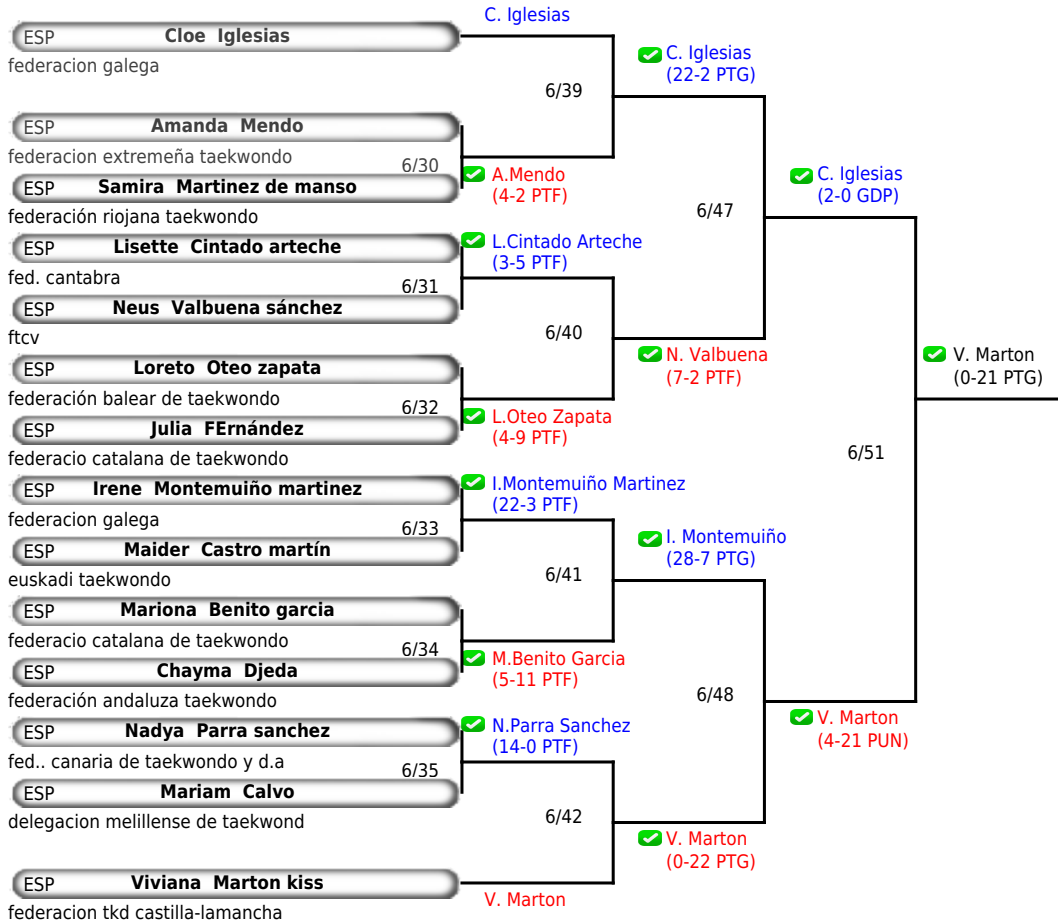 C. Iglesias
ESP Cloe Iglesias
federacion galega
C. Iglesias
(22-2 PTG)
6/39
ESP Amanda Mendo
federacion extremeña taekwondo
6/30
A.Mendo
(4-2 PTF)
ESP Samira Martinez de manso
federación riojana taekwondo
C. Iglesias
(2-0 GDP)
6/47
ESP Lisette Cintado arteche
fed. cantabra
L.Cintado Arteche
(3-5 PTF)
6/31
ESP Neus Valbuena sánchez
ftcv
6/40
N. Valbuena
(7-2 PTF)
V. Marton
(0-21 PTG)
ESP Loreto Oteo zapata
federación balear de taekwondo
6/32
L.Oteo Zapata
(4-9 PTF)
ESP Julia FErnández
federacio catalana de taekwondo
6/51
ESP Irene Montemuiño martinez
federacion galega
I.Montemuiño Martinez
(22-3 PTF)
6/33
ESP Maider Castro martín
euskadi taekwondo
I. Montemuiño
(28-7 PTG)
6/41
ESP Mariona Benito garcia
federacio catalana de taekwondo
6/34
M.Benito Garcia
(5-11 PTF)
ESP Chayma Djeda
federación andaluza taekwondo
6/48
V. Marton
(4-21 PUN)
ESP Nadya Parra sanchez
fed.. canaria de taekwondo y d.a
N.Parra Sanchez
(14-0 PTF)
6/35
ESP Mariam Calvo
delegacion melillense de taekwond
6/42
V. Marton
(0-22 PTG)
ESP Viviana Marton kiss
federacion tkd castilla-lamancha
V. Marton